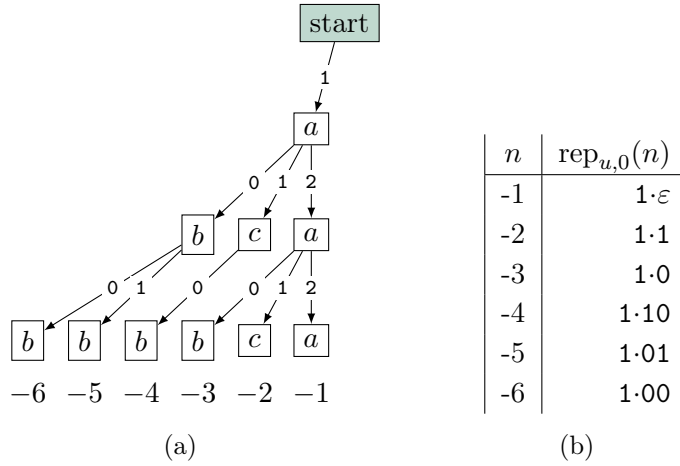 start
1
a
0 1 2
b c a
0 1 0 0 1 2
b b b b c a
−6 −5 −4 −3 −2 −1
(a)
n rep_{u,0}(n)
-1 1·ε
-2 1·1
-3 1·0
-4 1·10
-5 1·01
-6 1·00
(b)